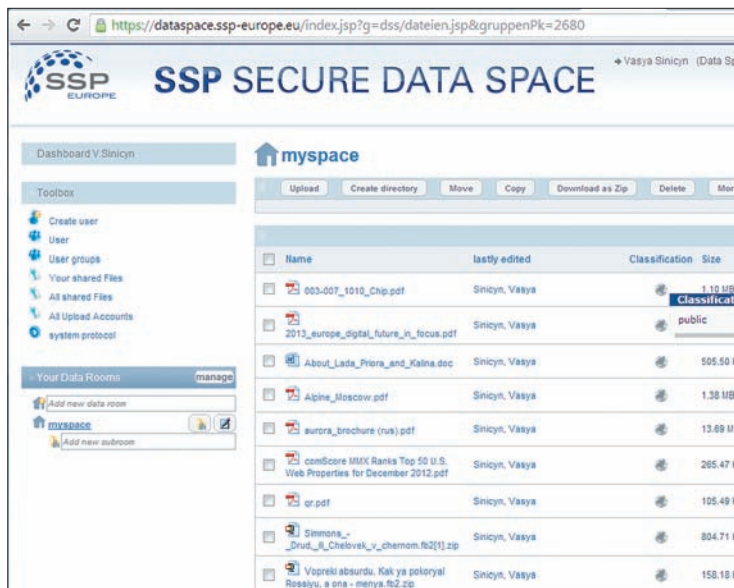 https://dataspace.ssp-europe.eu/index.jsp?g=dss/dateien.jsp&gruppenPk=2680
SSP
EUROPE
SSP SECURE DATA SPACE
Vasya Sinicyn (Data Sp
Dashboard V.Sinicyn
Toolbox
Create user
User
User groups
Your shared Files
All shared Files
All Upload Accounts
system protocol
Your Data Rooms manage
Add new data room
myspace
Add new subroom
myspace
Upload Create directory Move Copy Download as Zip Delete Mor
Name lastly edited Classification Size
003-007_1010_Chip.pdf Sinicyn, Vasya 1.10 MB
Classificat
public
2013_europe_digital_future_in_focus.pdf Sinicyn, Vasya
About_Lada_Priora_and_Kalina.doc Sinicyn, Vasya 505.50
Alpine_Moscow.pdf Sinicyn, Vasya 1.38 MB
aurora_brochure (rus).pdf Sinicyn, Vasya 13.69 M
comScore MMX Ranks Top 50 U.S.
Web Properties for December 2012.pdf Sinicyn, Vasya 265.47
qr.pdf Sinicyn, Vasya 105.49
Simmons_-
_Drud,_ili_Chelovek_v_chernom.fb2[1].zip Sinicyn, Vasya 804.71
Vopreki absurdu. Kak ya pokoryal
Rossiyu, a ona - menya.fb2.zip Sinicyn, Vasya 158.18